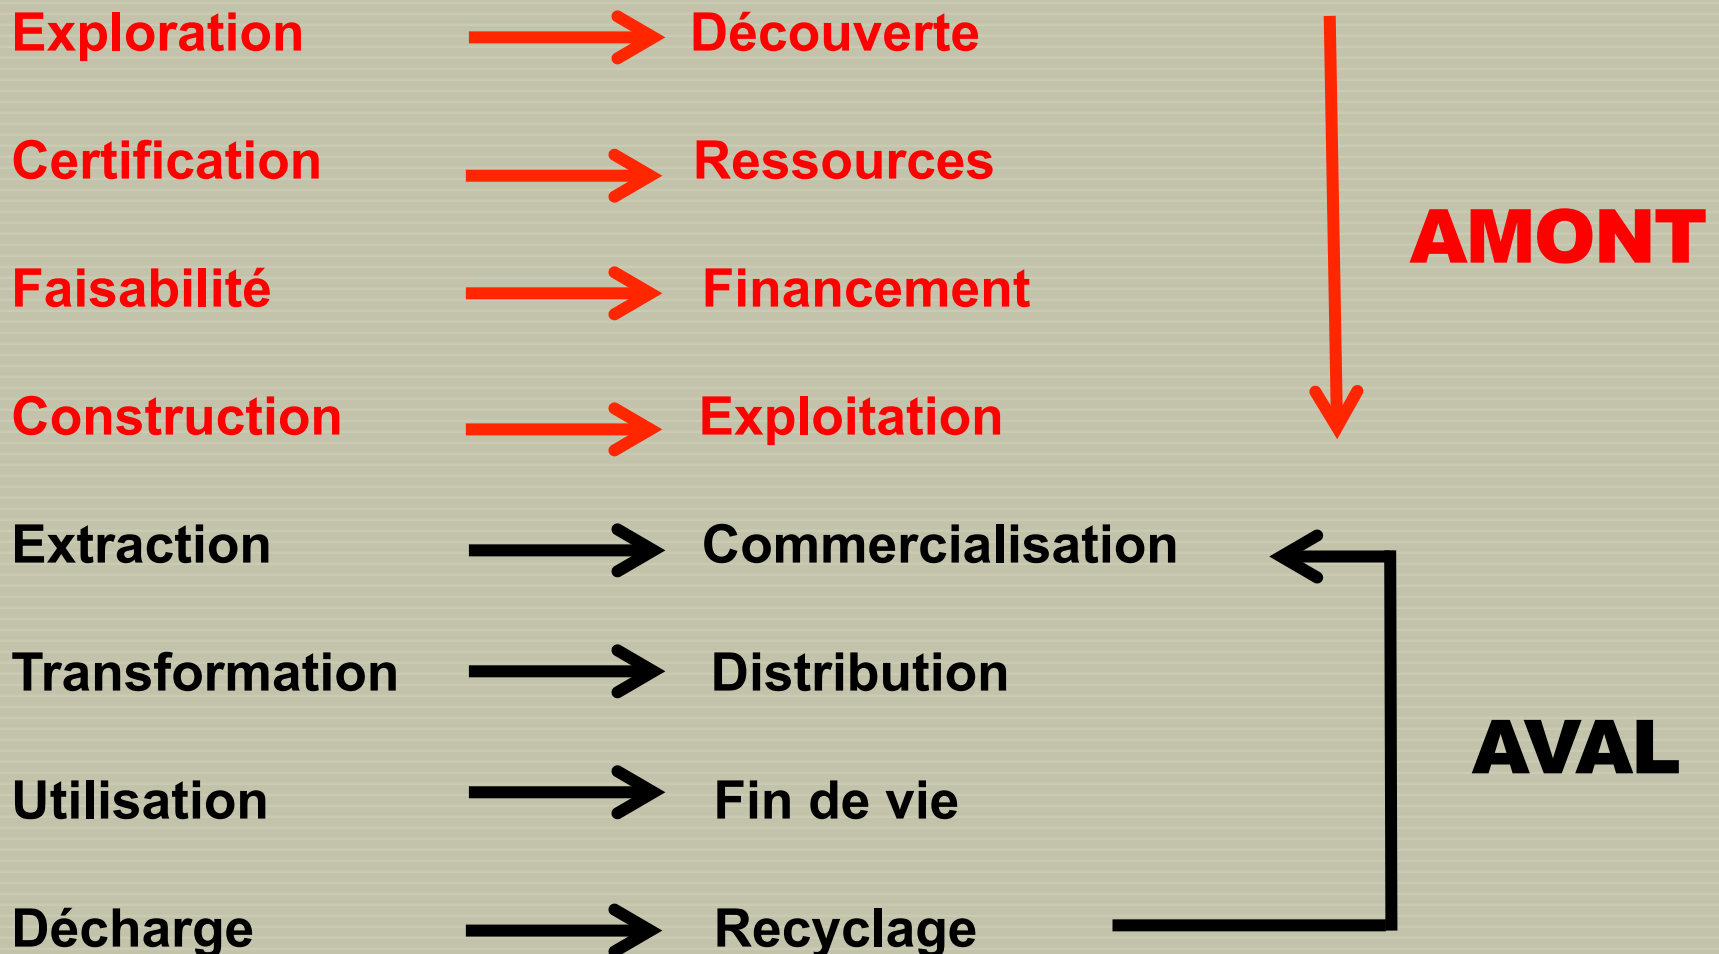 Exploration Découverte
Certification Ressources
AMONT
Faisabilité Financement
Construction Exploitation
Extraction Commercialisation
Transformation Distribution
AVAL
Utilisation Fin de vie
Décharge Recyclage